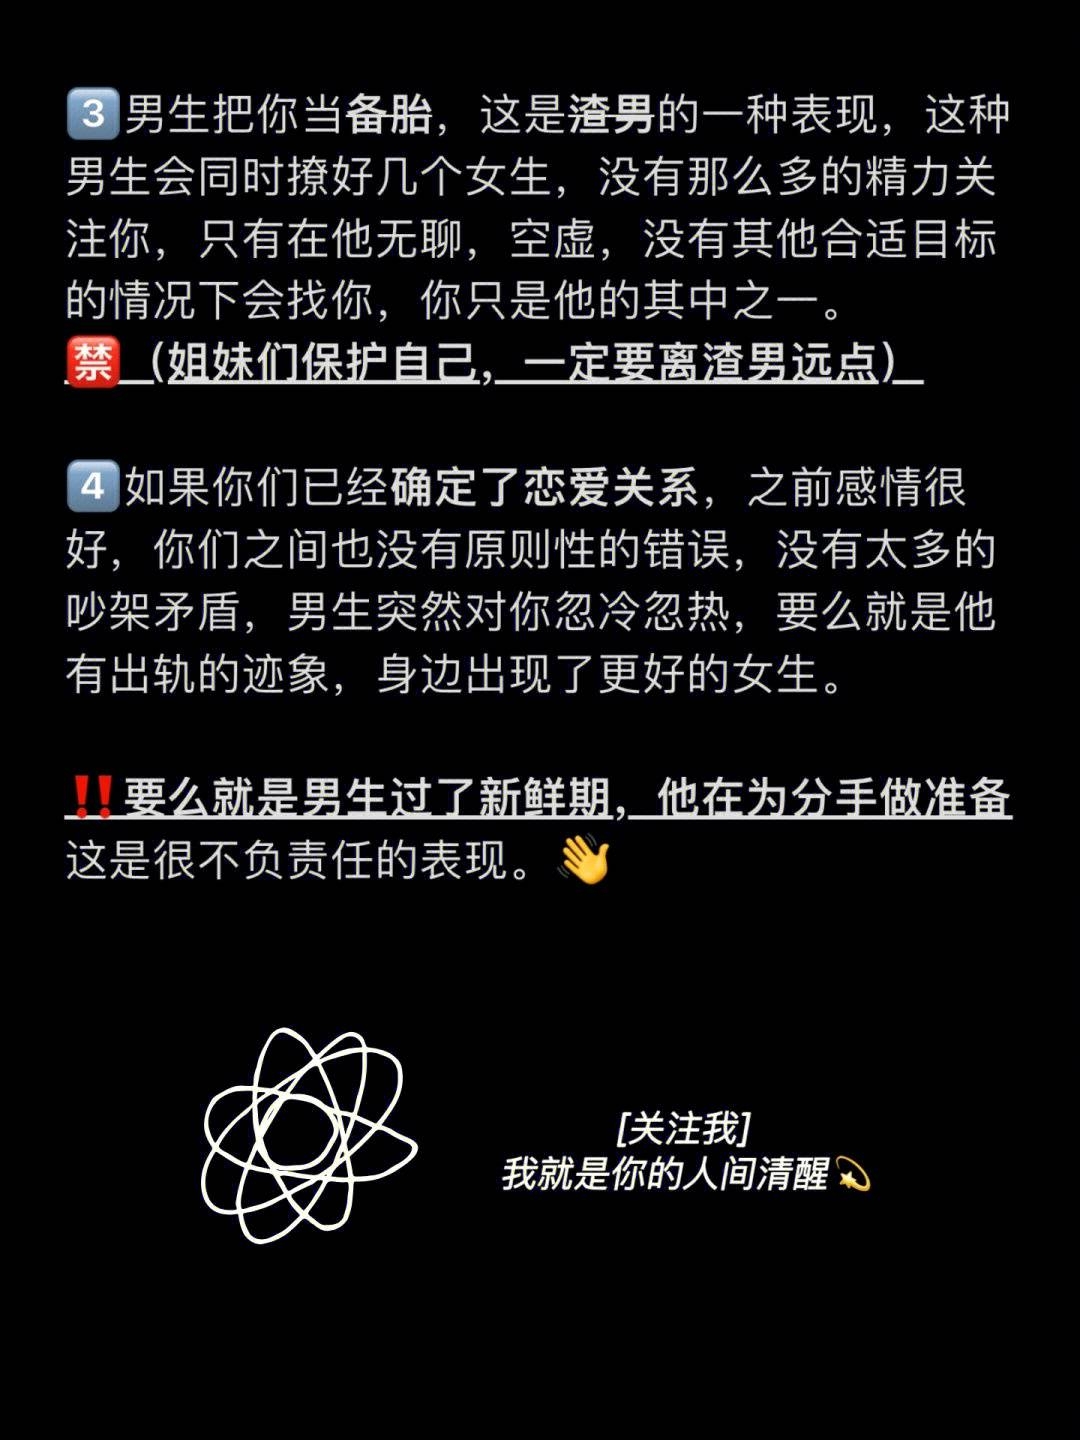 3️⃣男生把你当备胎，这是渣男的一种表现，这种
男生会同时撩好几个女生，没有那么多的精力关
注你，只有在他无聊，空虚，没有其他合适目标
的情况下会找你，你只是他的其中之一。
🈲（姐妹们保护自己，一定要离渣男远点）
4️⃣如果你们已经确定了恋爱关系，之前感情很
好，你们之间也没有原则性的错误，没有太多的
吵架矛盾，男生突然对你忽冷忽热，要么就是他
有出轨的迹象，身边出现了更好的女生。
‼️要么就是男生过了新鲜期，他在为分手做准备
这是很不负责任的表现。👋
[关注我]
我就是你的人间清醒💫